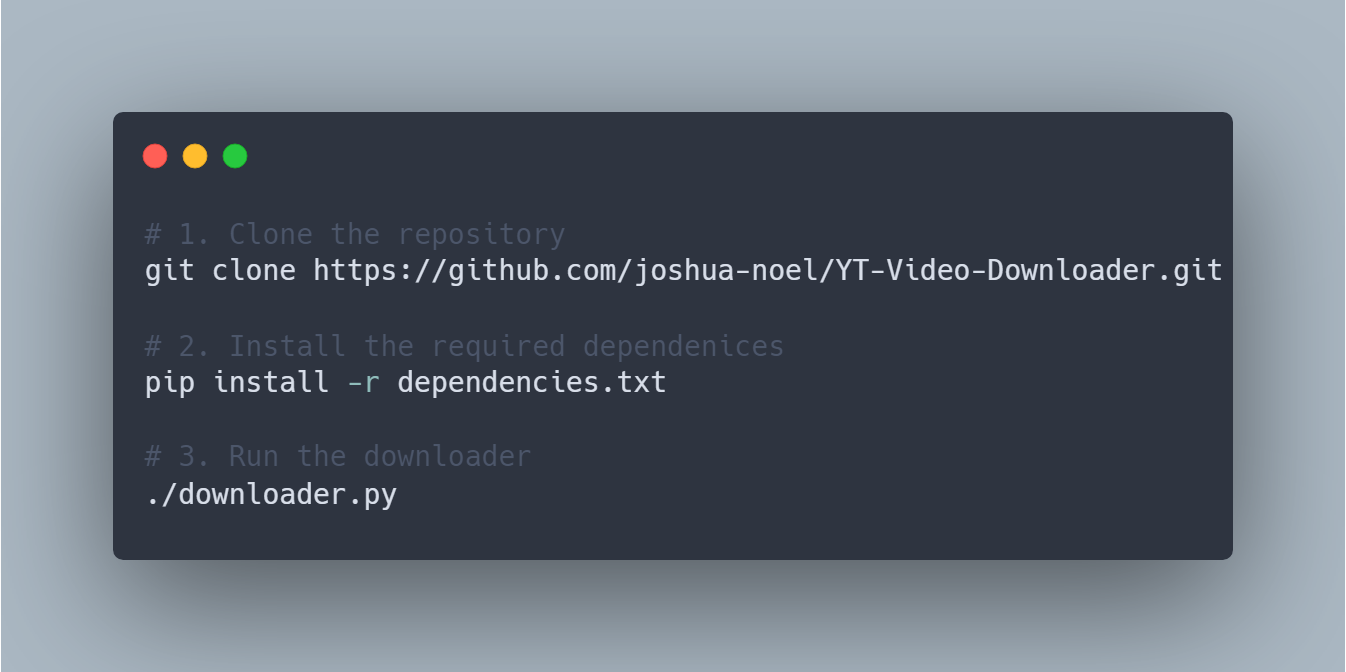 # 1. Clone the repository
git clone https://github.com/joshua-noel/YT-Video-Downloader.git
# 2. Install the required dependenices
pip install -r dependencies.txt
# 3. Run the downloader
./downloader.py